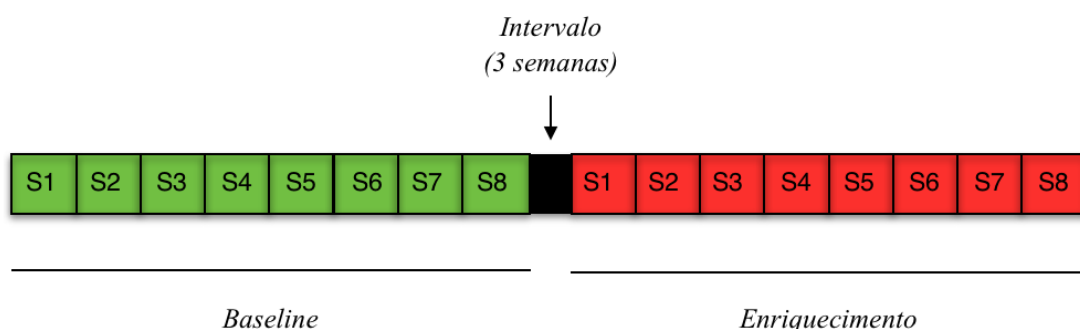 Intervalo
(3 semanas)
S1 S2 S3 S4 S5 S6 S7 S8 S1 S2 S3 S4 S5 S6 S7 S8
Baseline Enriquecimento